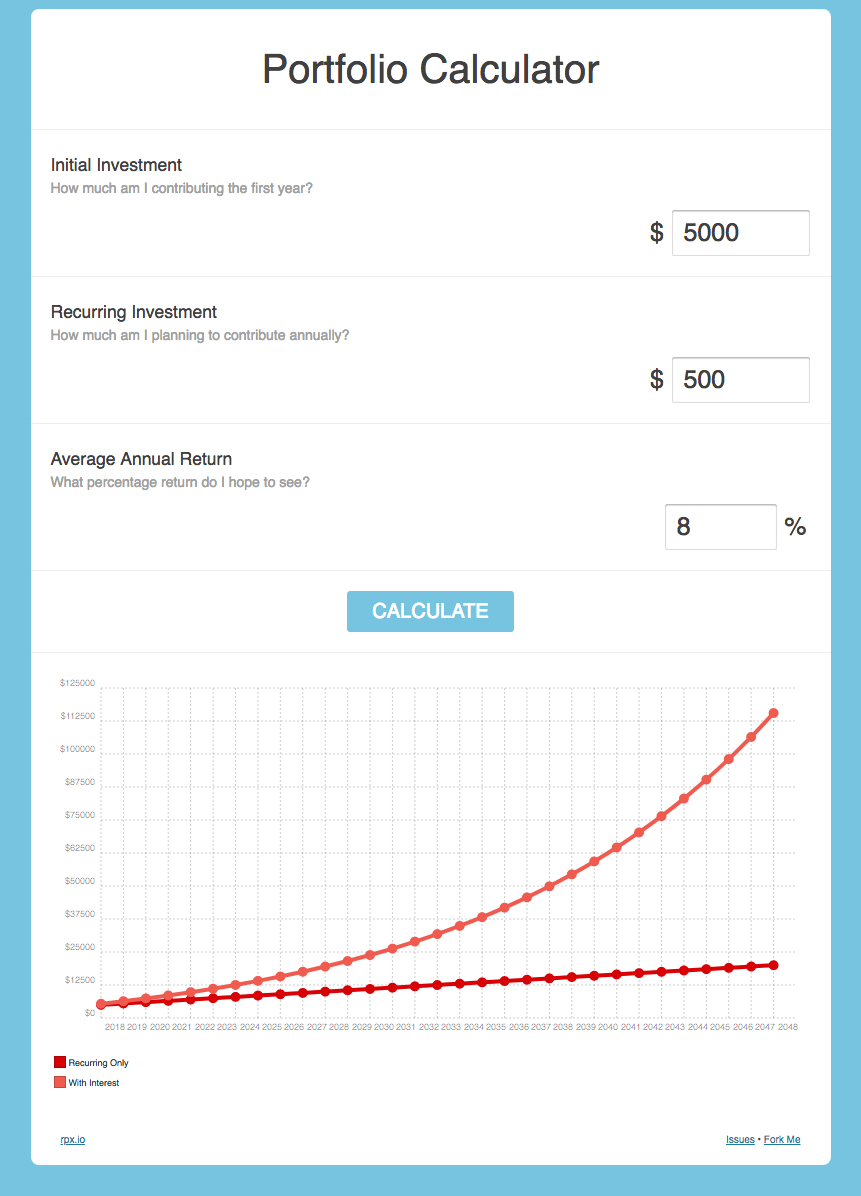 Portfolio Calculator
Initial Investment
How much am I contributing the first year?
$ 5000
Recurring Investment
How much am I planning to contribute annually?
$ 500
Average Annual Return
What percentage return do I hope to see?
8 %
CALCULATE
$125000
$112500
$100000
$87500
$75000
$62500
$50000
$37500
$25000
$12500
$0
2018 2019 2020 2021 2022 2023 2024 2025 2026 2027 2028 2029 2030 2031 2032 2033 2034 2035 2036 2037 2038 2039 2040 2041 2042 2043 2044 2045 2046 2047 2048
Recurring Only
With Interest
rpx.io
Issues • Fork Me